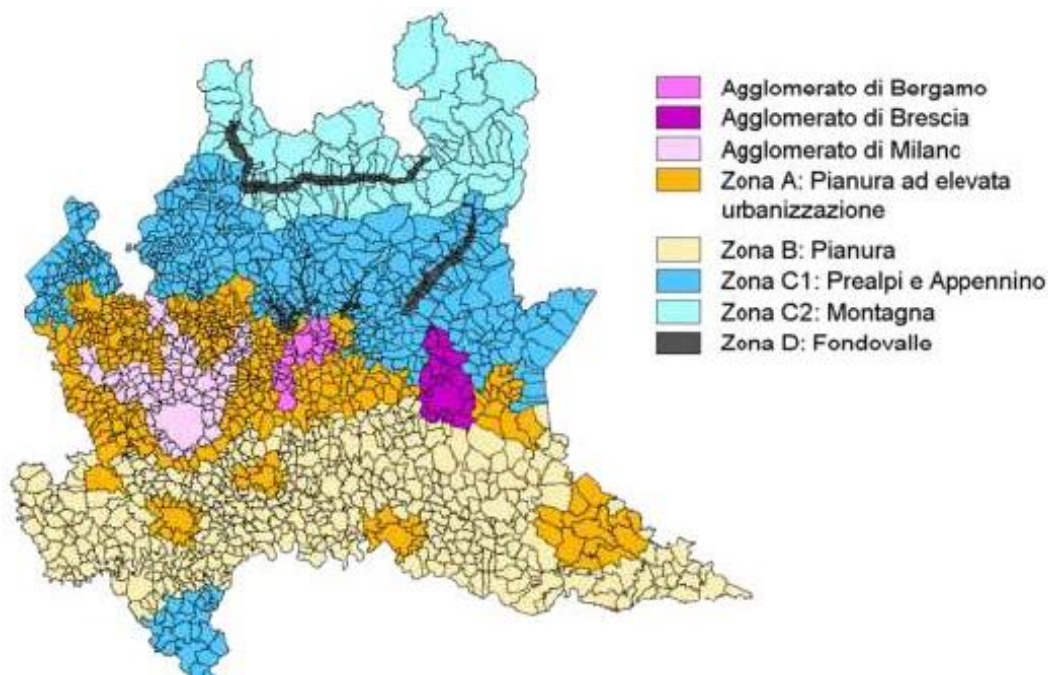 Agglomerato di Bergamo
Agglomerato di Brescia
Agglomerato di Milanc
Zona A: Pianura ad elevata
urbanizzazione
Zona B: Pianura
Zona C1: Prealpi e Appennino
Zona C2: Montagna
Zona D: Fondovalle